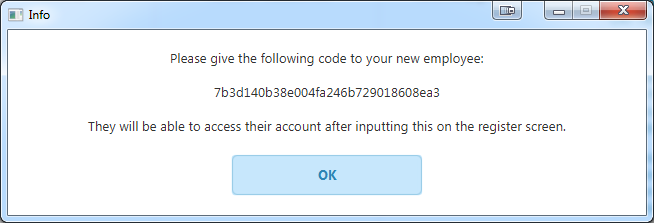 Info
Please give the following code to your new employee:
7b3d140b38e004fa246b729018608ea3
They will be able to access their account after inputting this on the register screen.
OK